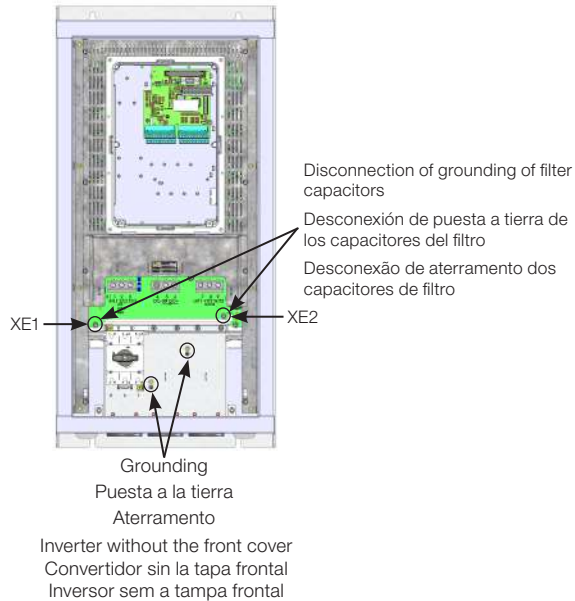 Disconnection of grounding of filter
capacitors
Desconexión de puesta a tierra de
los capacitores del filtro
Desconexão de aterramento dos
capacitores de filtro
XE1
XE2
Grounding
Puesta a la tierra
Aterramento
Inverter without the front cover
Convertidor sin la tapa frontal
Inversor sem a tampa frontal